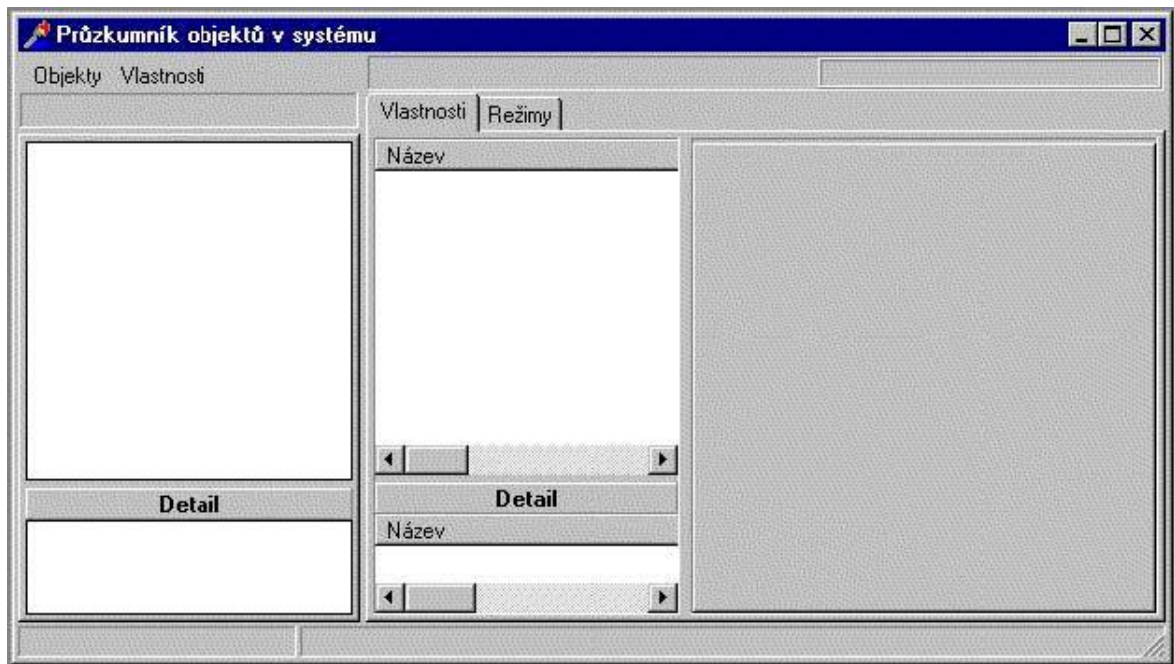 Průzkumník objektů v systému
Objekty Vlastnosti
Vlastnosti Režimy
Název
Detail
Detail
Název